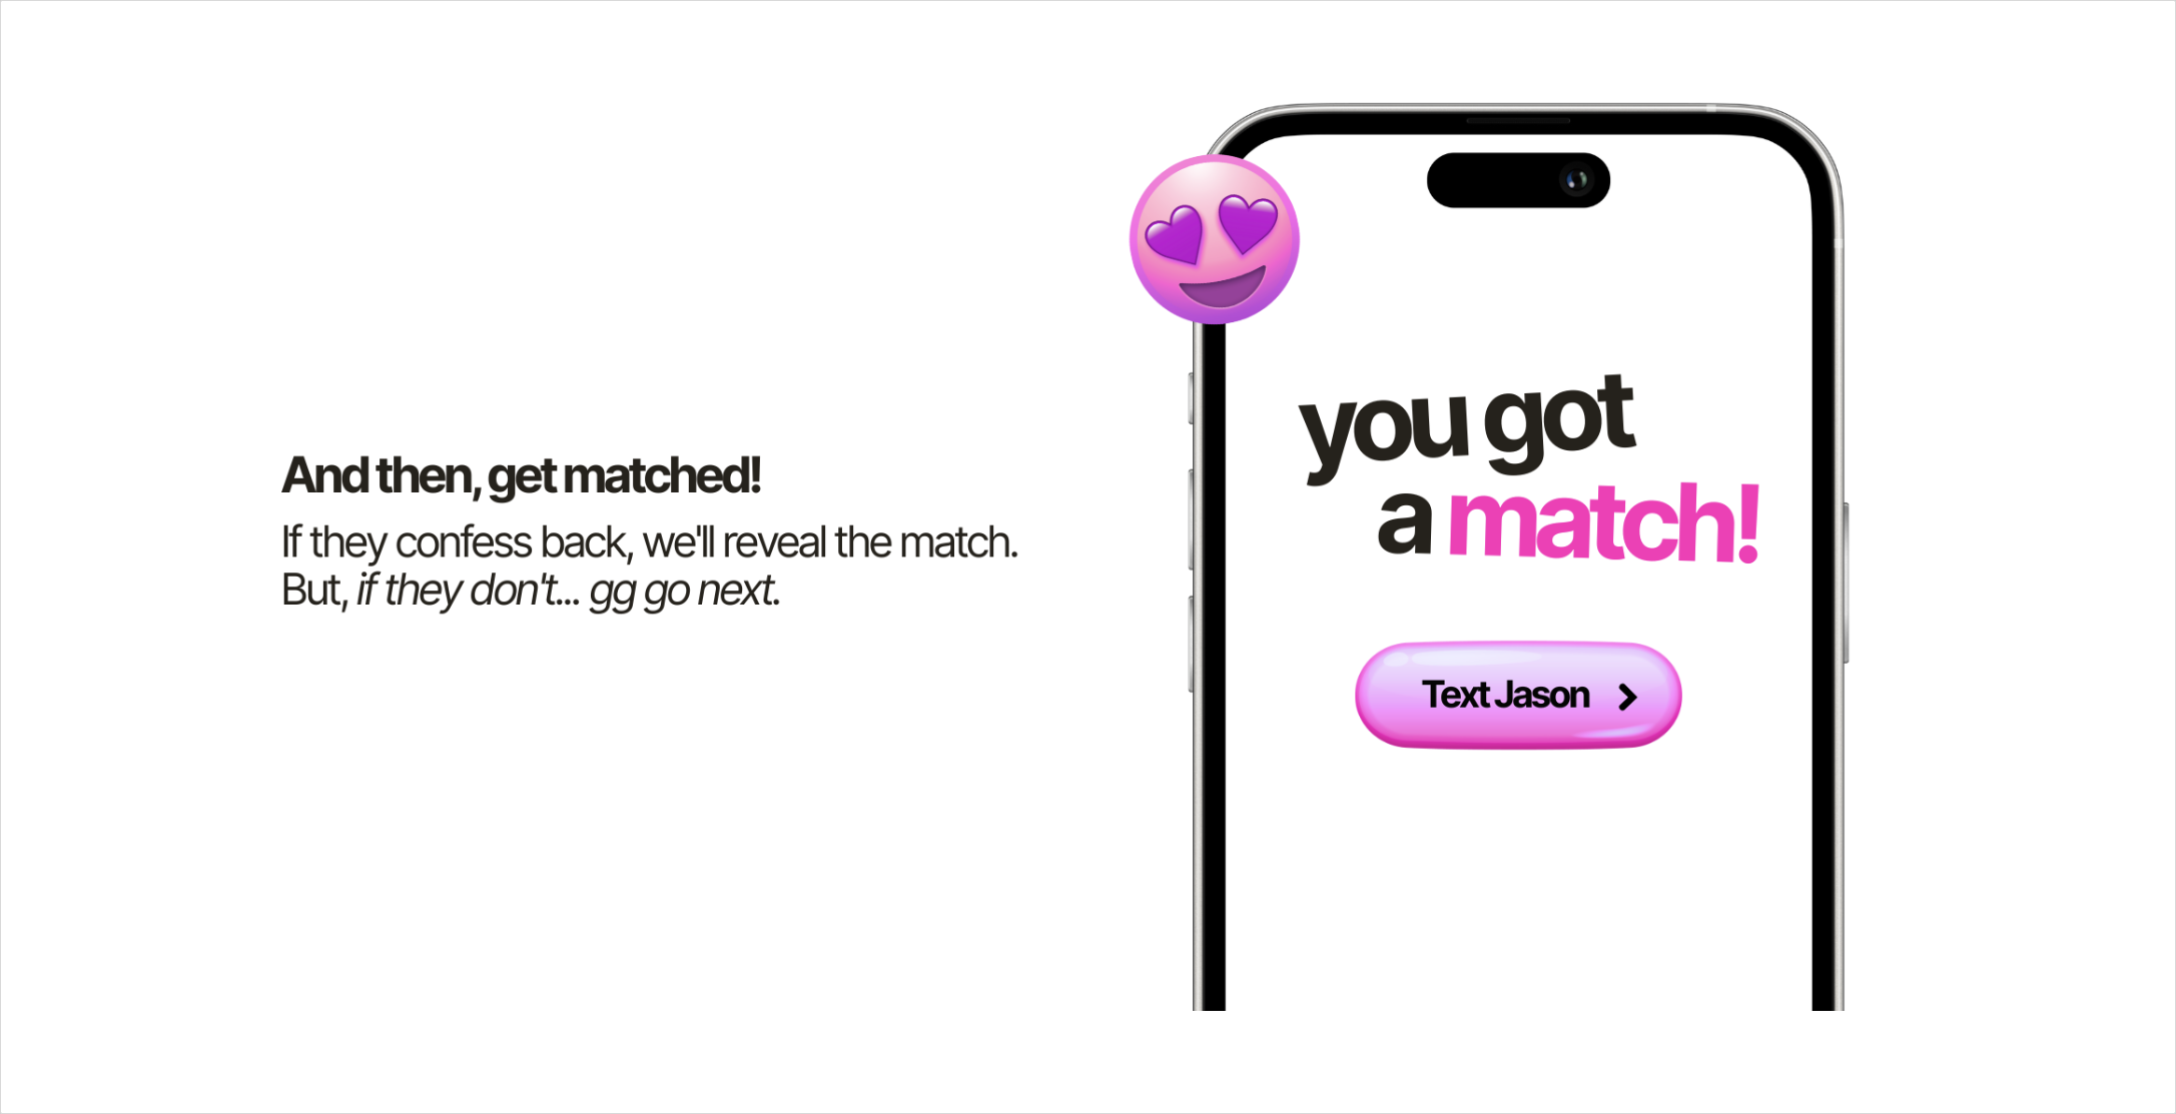 And then, get matched!
If they confess back, we'll reveal the match.
But, if they don't... gg go next.
you got
a match!
Text Jason